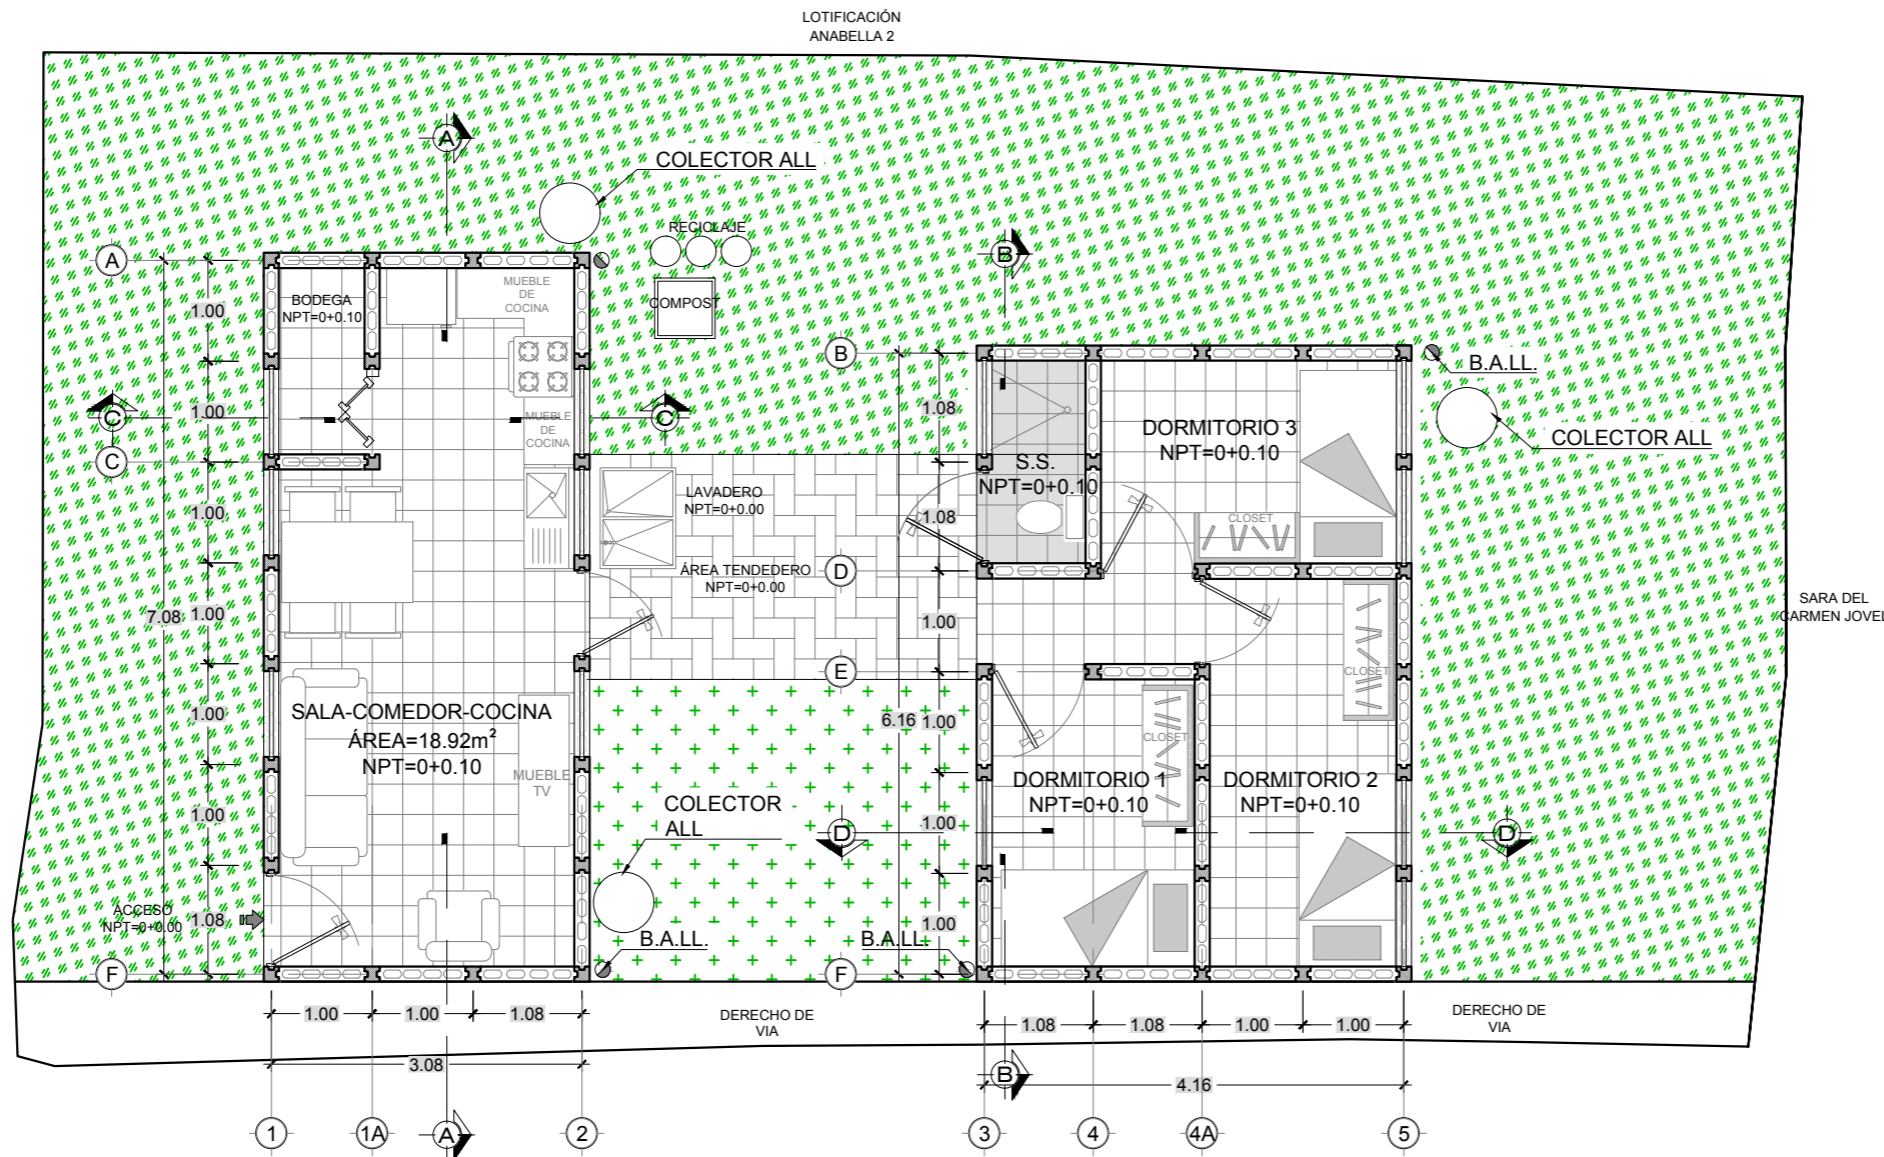 LOTIFICACIÓN
ANABELLA 2
A
COLECTOR ALL
RECICLAJE
B
A
COMPOST
MUEBLE
DE
COCINA
BODEGA
NPT=0+0.10
1.00
B
B.A.LL.
COLECTOR ALL
C
C
1.00
MUEBLE
DE
COCINA
1.08
DORMITORIO 3
NPT=0+0.10
C
S.S.
NPT=0+0.10
LAVADERO
NPT=0+0.00
1.00
1.08
CLOSET
ÁREA TENDEDERO
NPT=0+0.00
D
7.08
1.00
1.00
SARA DEL
CARMEN JOVEL
E
CLOSET
1.00
SALA-COMEDOR-COCINA
ÁREA=18.92m²
NPT=0+0.10
6.16
1.00
CLOSET
MUEBLE
TV
DORMITORIO 1
NPT=0+0.10
DORMITORIO 2
NPT=0+0.10
COLECTOR
ALL
1.00
D
1.00
D
ACCESO
NPT=0+0.00
1.08
1.00
B.A.LL.
B.A.LL.
F
F
1.00
1.00
1.08
DERECHO DE
VIA
1.08
1.08
1.00
1.00
DERECHO DE
VIA
3.08
B
4.16
1
1A
A
2
3
4
4A
5